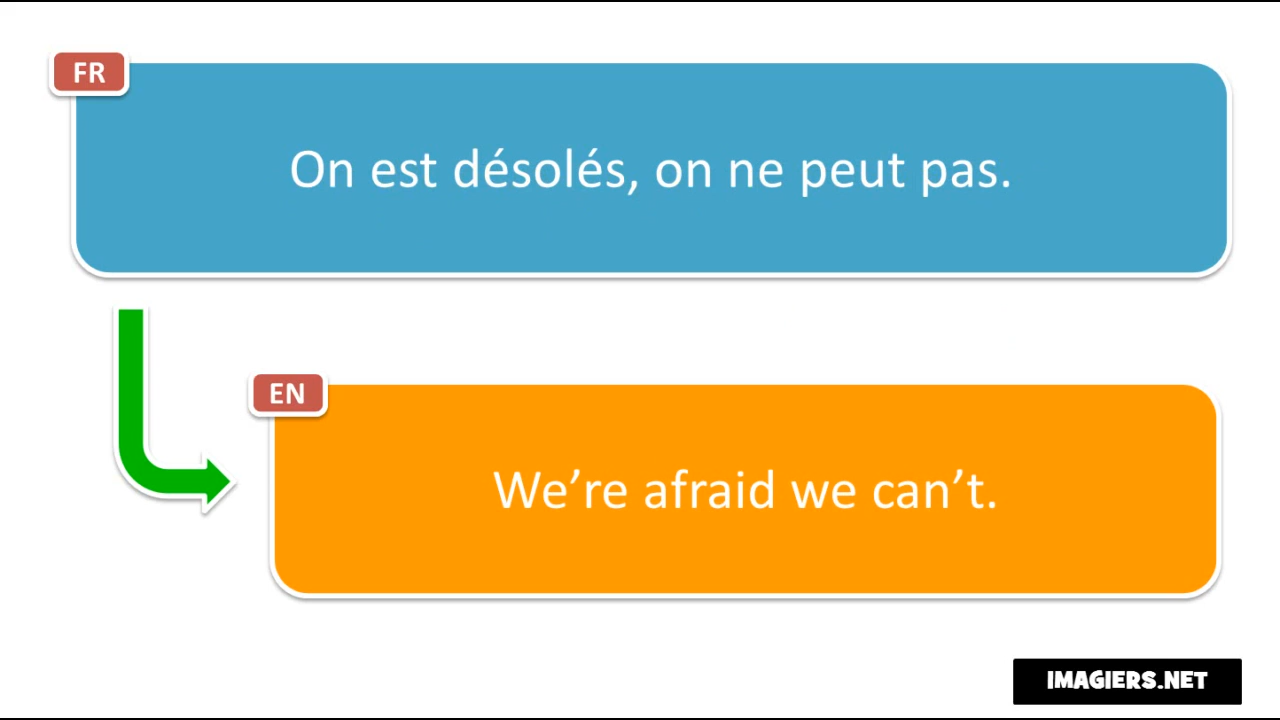 FR
On est désolés, on ne peut pas.
EN
We’re afraid we can’t.
IMAGIERS.NET